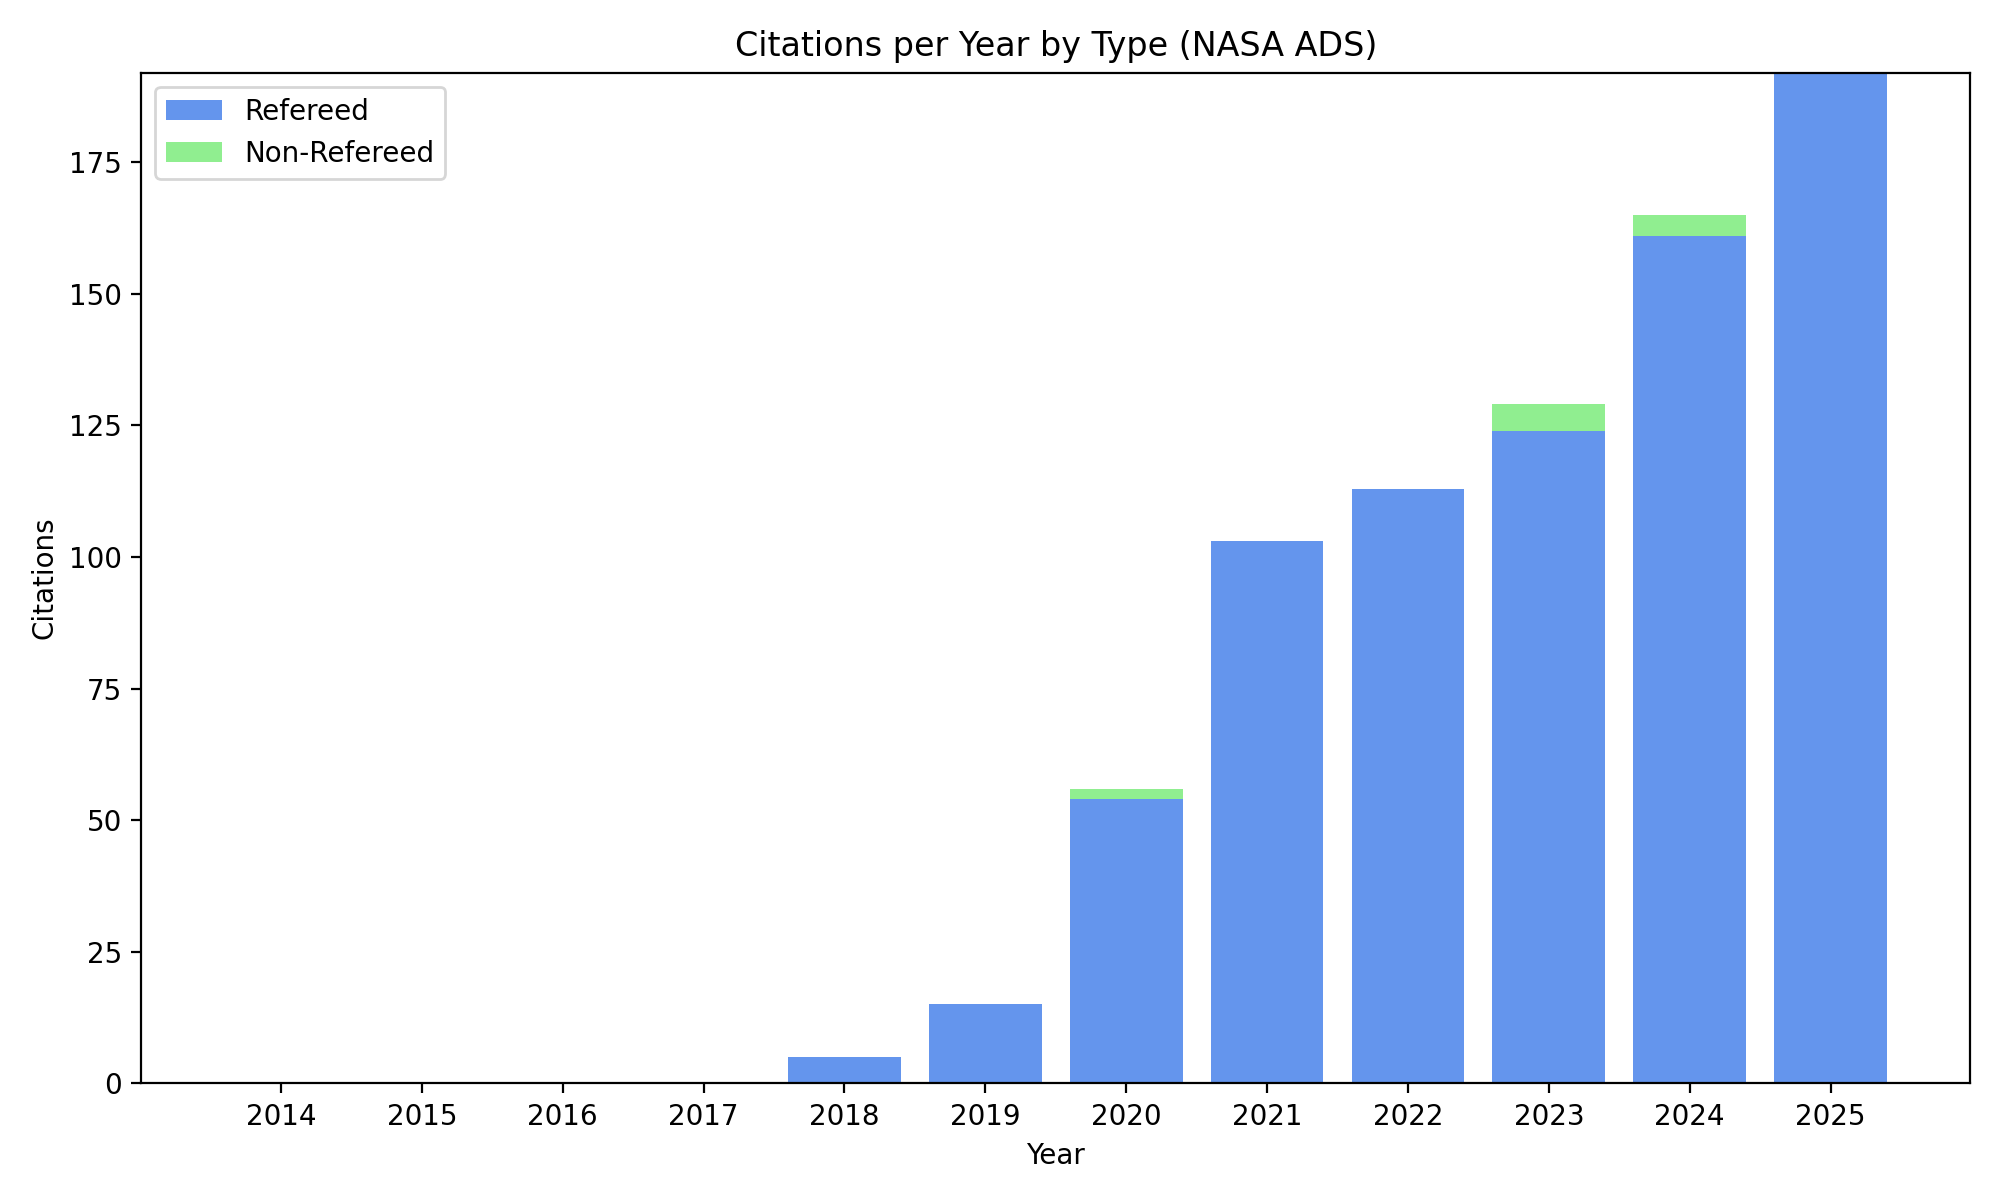 Citations per Year by Type (NASA ADS)
Refereed
Non-Refereed
175
150
125
100
75
50
25
0
Citations
2014 2015 2016 2017 2018 2019 2020 2021 2022 2023 2024 2025
Year